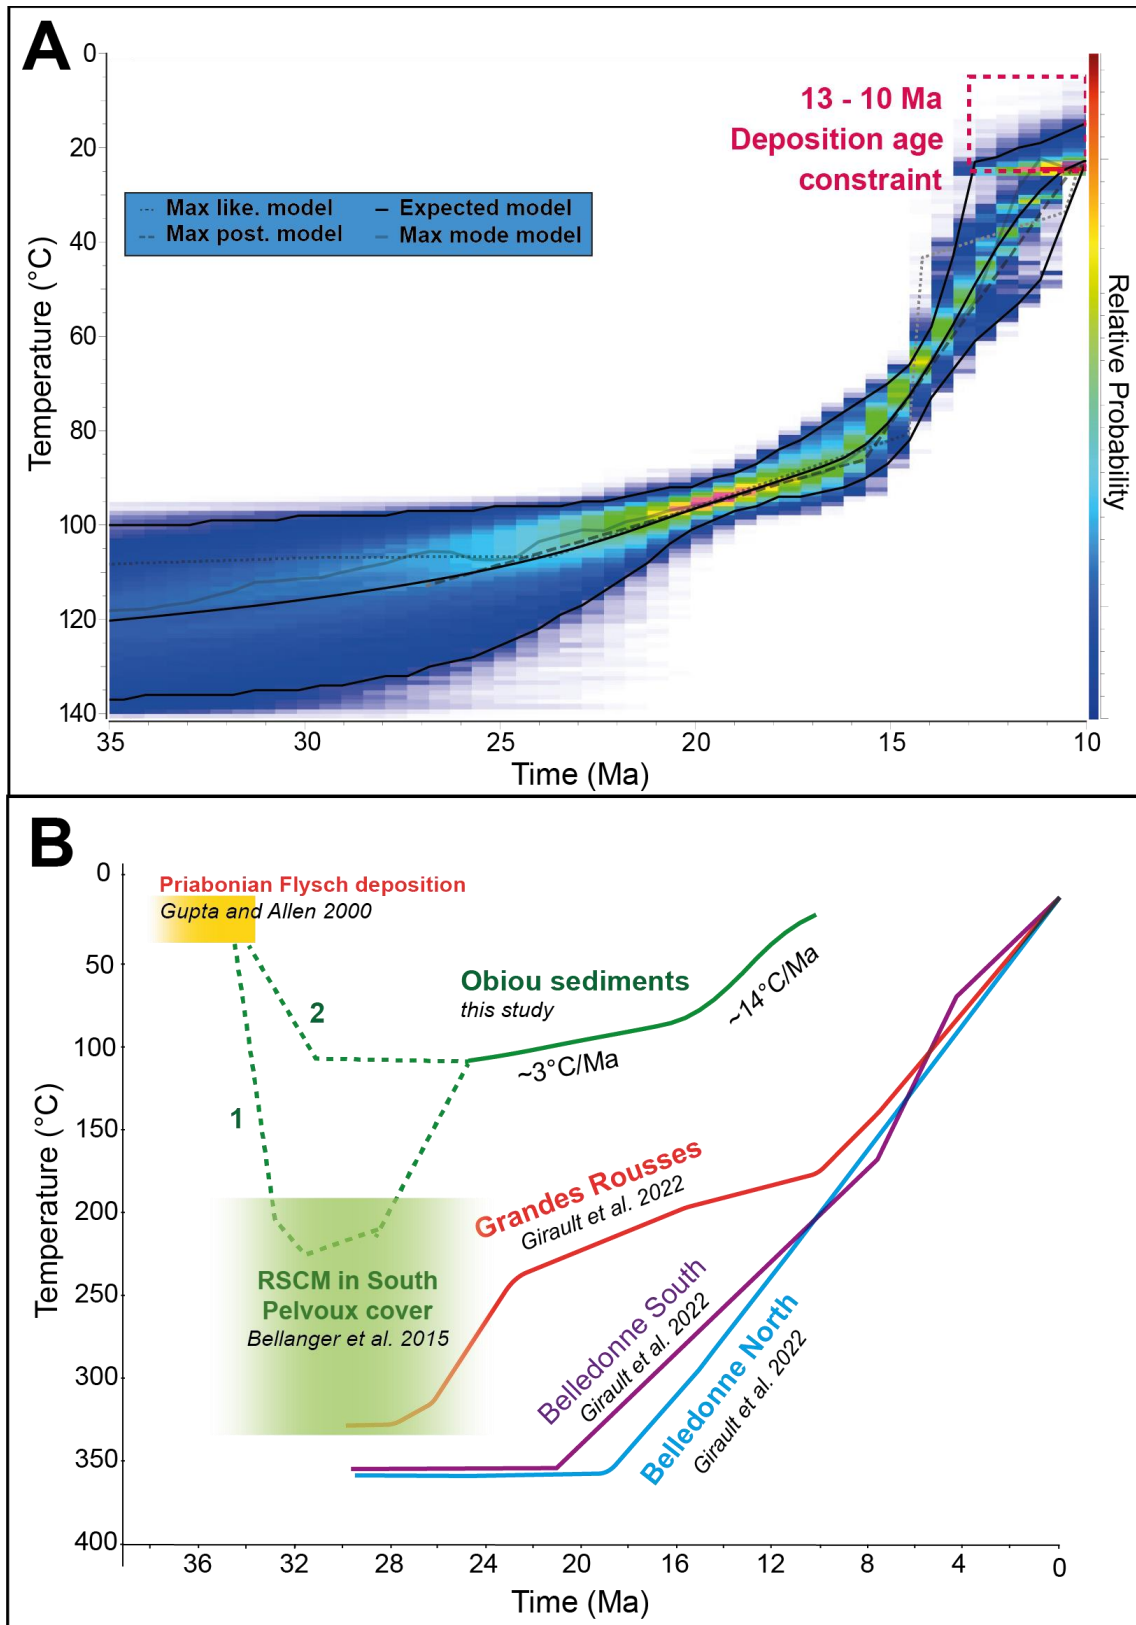 A
0
20
40
60
80
100
120
140
Temperature (°C)
13 - 10 Ma
Deposition age
constraint
Max like. model
Expected model
Max post. model
Max mode model
Relative Probability
35
30
25
20
15
10
Time (Ma)
B
0
50
100
150
200
250
300
350
400
Temperature (°C)
Priabonian Flysch deposition
Gupta and Allen 2000
2
1
Obiou sediments
this study
~3°C/Ma
~14°C/Ma
Grandes Rousses
Girault et al. 2022
RSCM in South
Pelvoux cover
Bellanger et al. 2015
Belledonne South
Girault et al. 2022
Belledonne North
Girault et al. 2022
36
32
28
24
20
16
12
8
4
0
Time (Ma)